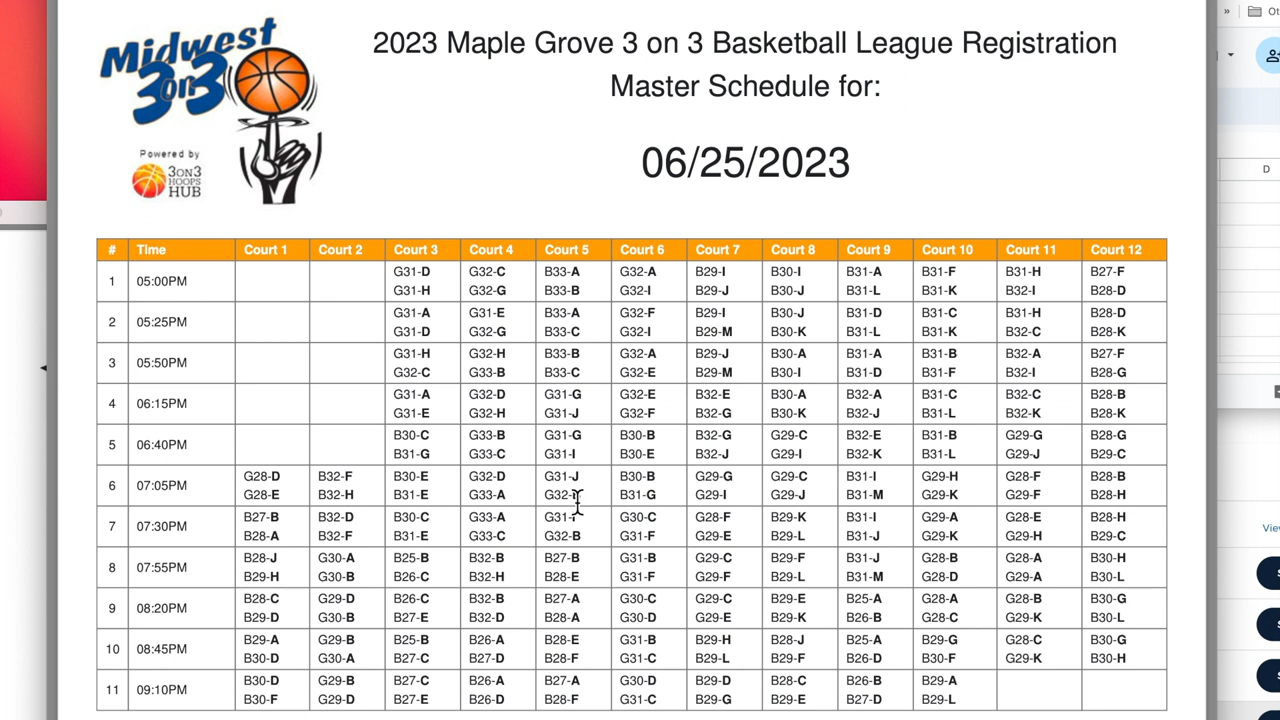 » Ot
Midwest
3on3
Powered by
3ON3
HOOPS
HUB
2023 Maple Grove 3 on 3 Basketball League Registration
Master Schedule for:
06/25/2023
D
# Time Court 1 Court 2 Court 3 Court 4 Court 5 Court 6 Court 7 Court 8 Court 9 Court 10 Court 11 Court 12
G31-D G32-C B33-A G32-A B29-I B30-I B31-A B31-F B31-H B27-F
1 05:00PM
G31-H G32-G B33-B G32-I B29-J B30-J B31-L B31-K B32-I B28-D
G31-A G31-E B33-A G32-F B29-I B30-J B31-D B31-C B31-H B28-D
2 05:25PM
G31-D G32-G B33-C G32-I B29-M B30-K B31-L B31-K B32-C B28-K
G31-H G32-H B33-B G32-A B29-J B30-A B31-A B31-B B32-A B27-F
3 05:50PM
G32-C G33-B B33-C G32-E B29-M B30-I B31-D B31-F B32-I B28-G
G31-A G32-D G31-G G32-E B32-E B30-A B32-A B31-C B32-C B28-B
4 06:15PM
G31-E G32-H G31-J G32-F B32-G B30-K B32-J B31-L B32-K B28-K
B30-C G33-B G31-G B30-B B32-G G29-C B32-E B31-B G29-G B28-G
5 06:40PM
B31-G G33-C G31-I B30-E B32-J G29-I B32-K B31-L G29-J B29-C
G28-D B32-F B30-E G32-D G31-J B30-B G29-G G29-C B31-I G29-H G28-F B28-B
6 07:05PM
G28-E B32-H B31-E G33-A G32- B31-G G29-I G29-J B31-M G29-K G29-F B28-H
B27-B B32-D B30-C G33-A G31- G30-C G28-F B29-K B31-I G29-A G28-E B28-H
7 07:30PM
B28-A B32-F B31-E G33-C G32-B G31-F G29-E B29-L B31-J G29-K G29-H B29-C
B28-J G30-A B25-B B32-B B27-B G31-B G29-C B29-F B31-J G28-B G28-A B30-H
8 07:55PM
B29-H G30-B B26-C B32-H B28-E G31-F G29-F B29-L B31-M G28-D G29-A B30-L
B28-C G29-D B26-C B32-B B27-A G30-C G29-C B29-E B25-A G28-A G28-B B30-G
9 08:20PM
B29-D G30-B B27-E B32-D B28-A G30-D G29-E B29-K B26-B G28-C G29-K B30-L
B29-A G29-B B25-B B26-A B28-E G31-B B29-H B28-J B25-A B29-G G28-C B30-G
10 08:45PM
B30-D G30-A B27-C B27-D B28-F G31-C B29-L B29-F B26-D B30-F G29-K B30-H
B30-D G29-B B27-C B26-A B27-A G30-D B29-D B28-C B26-B B29-A
11 09:10PM
B30-F G29-D B27-E B26-D B28-F G31-C B29-G B29-E B27-D B29-L
Vie